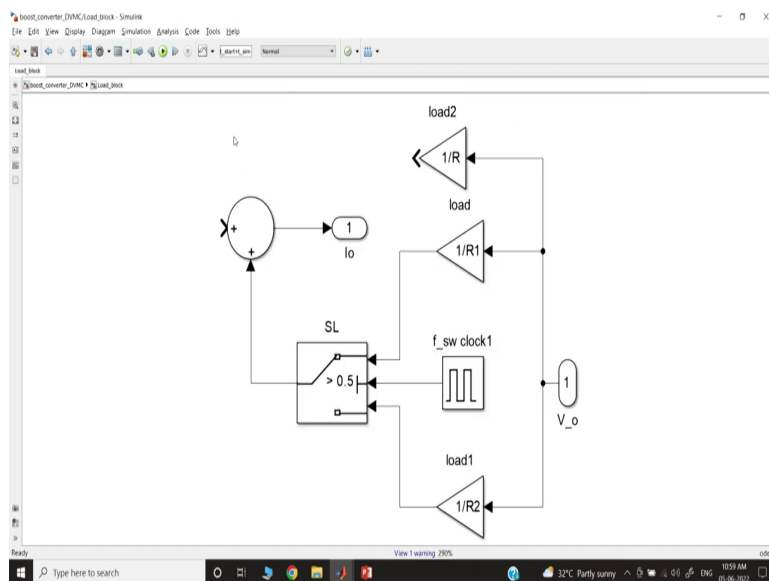 boost_converter_DVMC/Load_block - Simulink
File Edit View Display Diagram Simulation Analysis Code Tools Help
Normal
Load_block
boost_converter_DVMC Load_block
load2
1/R
load
1/R1
1
Io
SL
> 0.5
f_sw clock1
1
V_o
load1
1/R2
Ready
View 1 warning 290%
ode
Type here to search
32°C Partly sunny
ENG
10:59 AM
05-06-2022